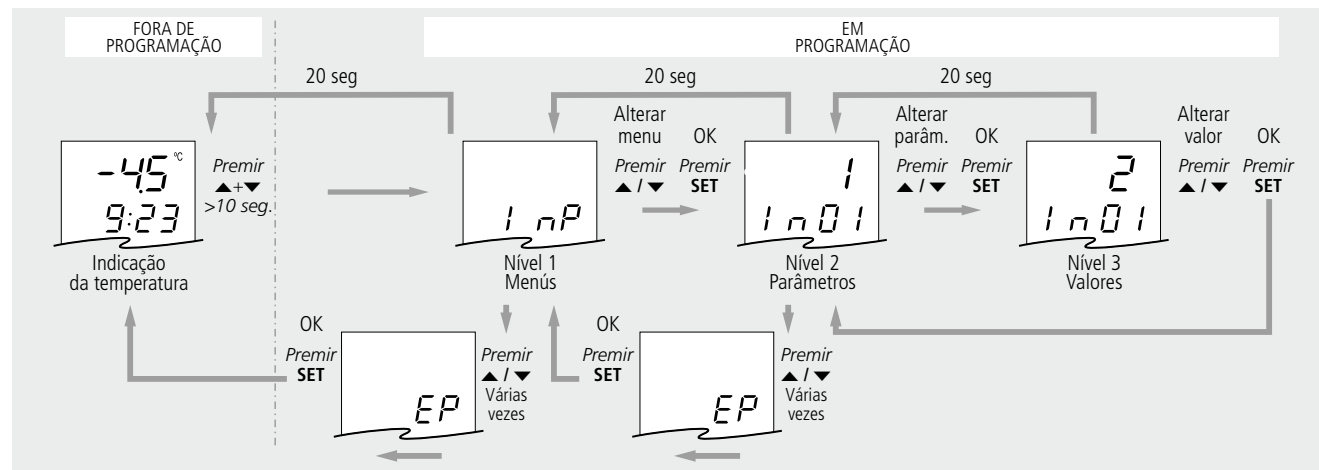 FORA DE
PROGRAMAÇÃO
EM
PROGRAMAÇÃO
20 seg
20 seg
20 seg
-4.5 °C
9:23
Premir
▲+▼
>10 seg.
Indicação
da temperatura
InP
Nível 1
Menús
Alterar
menu
Premir
▲ / ▼
OK
Premir
SET
1
In01
Nível 2
Parâmetros
Alterar
parâm.
Premir
▲ / ▼
OK
Premir
SET
2
In01
Nível 3
Valores
Alterar
valor
Premir
▲ / ▼
OK
Premir
SET
OK
Premir
SET
EP
Premir
▲ / ▼
Várias
vezes
OK
Premir
SET
EP
Premir
▲ / ▼
Várias
vezes